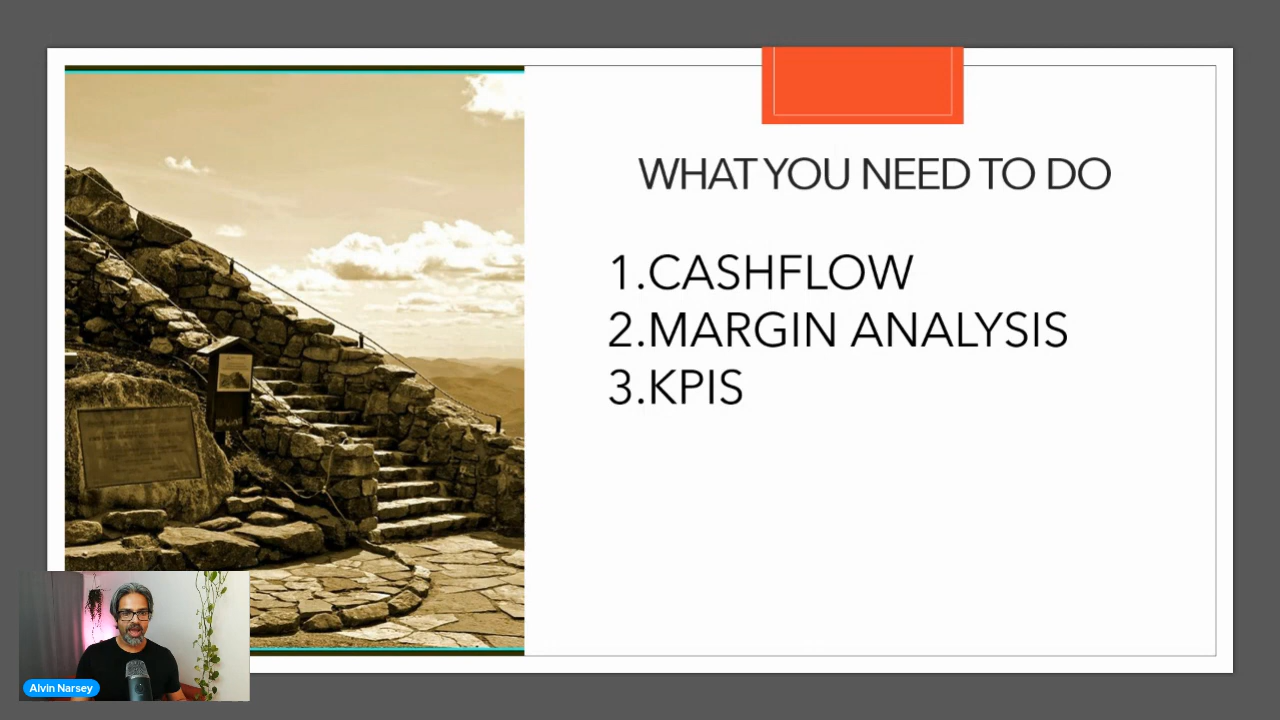 WHAT YOU NEED TO DO
1.CASHFLOW
2.MARGIN ANALYSIS
3.KPIS
Alvin Narsey